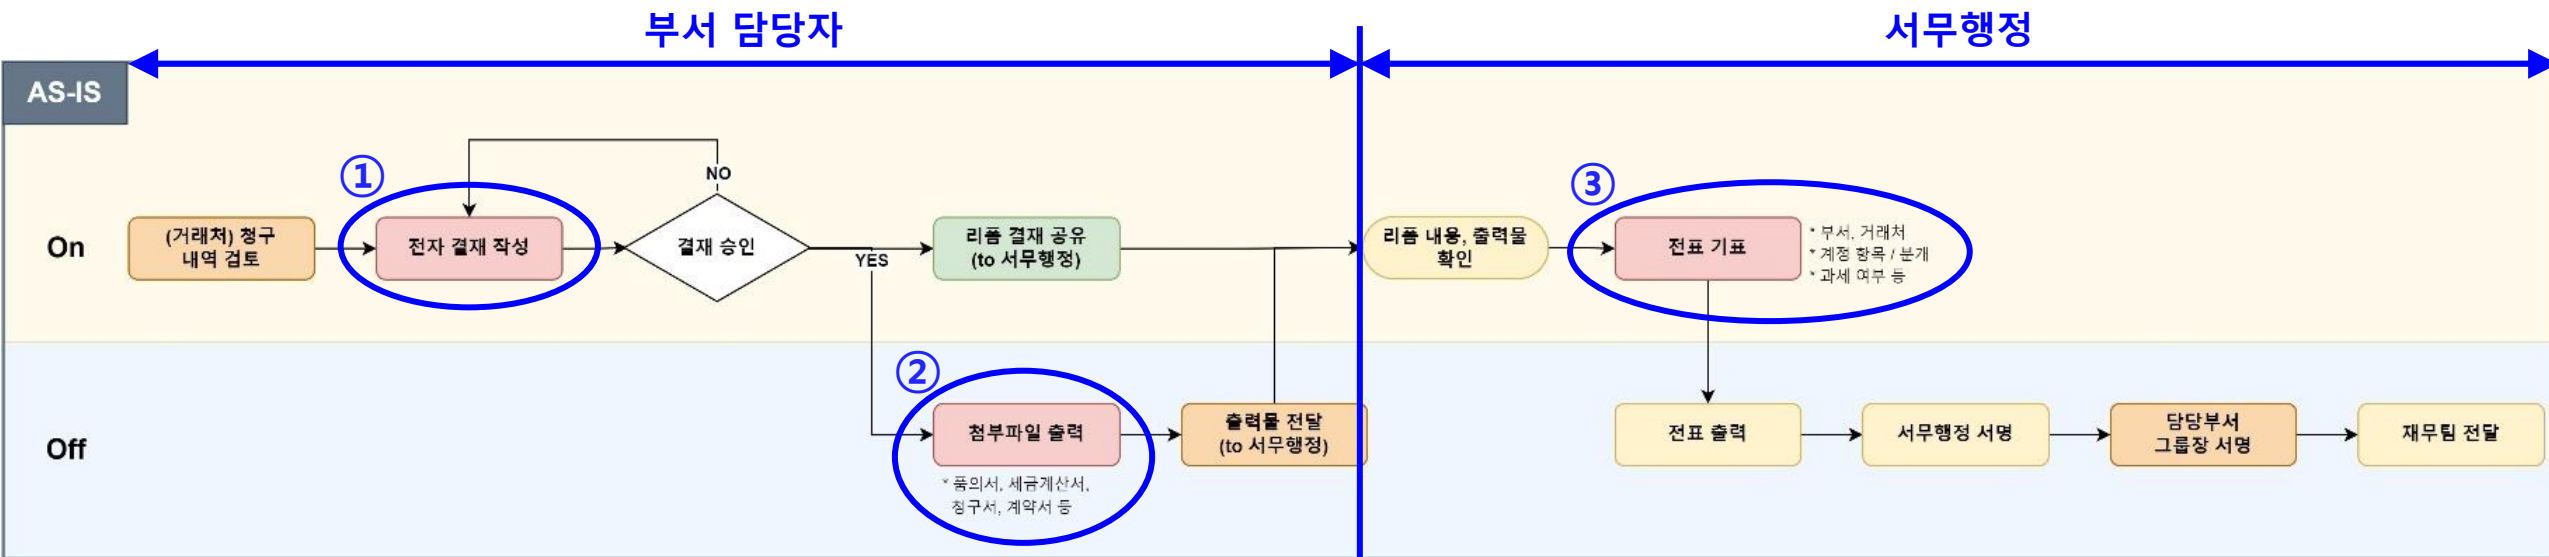 부서 담당자
서무행정
AS-IS
①
NO
③
On
(거래처) 청구
내역 검토
전자 결재 작성
결재 승인
YES
리품 결재 공유
(to 서무행정)
리품 내용, 출력물
확인
전표 기표
* 부서, 거래처
* 계정 항목 / 분개
* 과세 여부 등
②
Off
첨부파일 출력
* 품의서, 세금계산서,
청구서, 계약서 등
출력물 전달
(to 서무행정)
전표 출력
서무행정 서명
담당부서
그룹장 서명
재무팀 전달